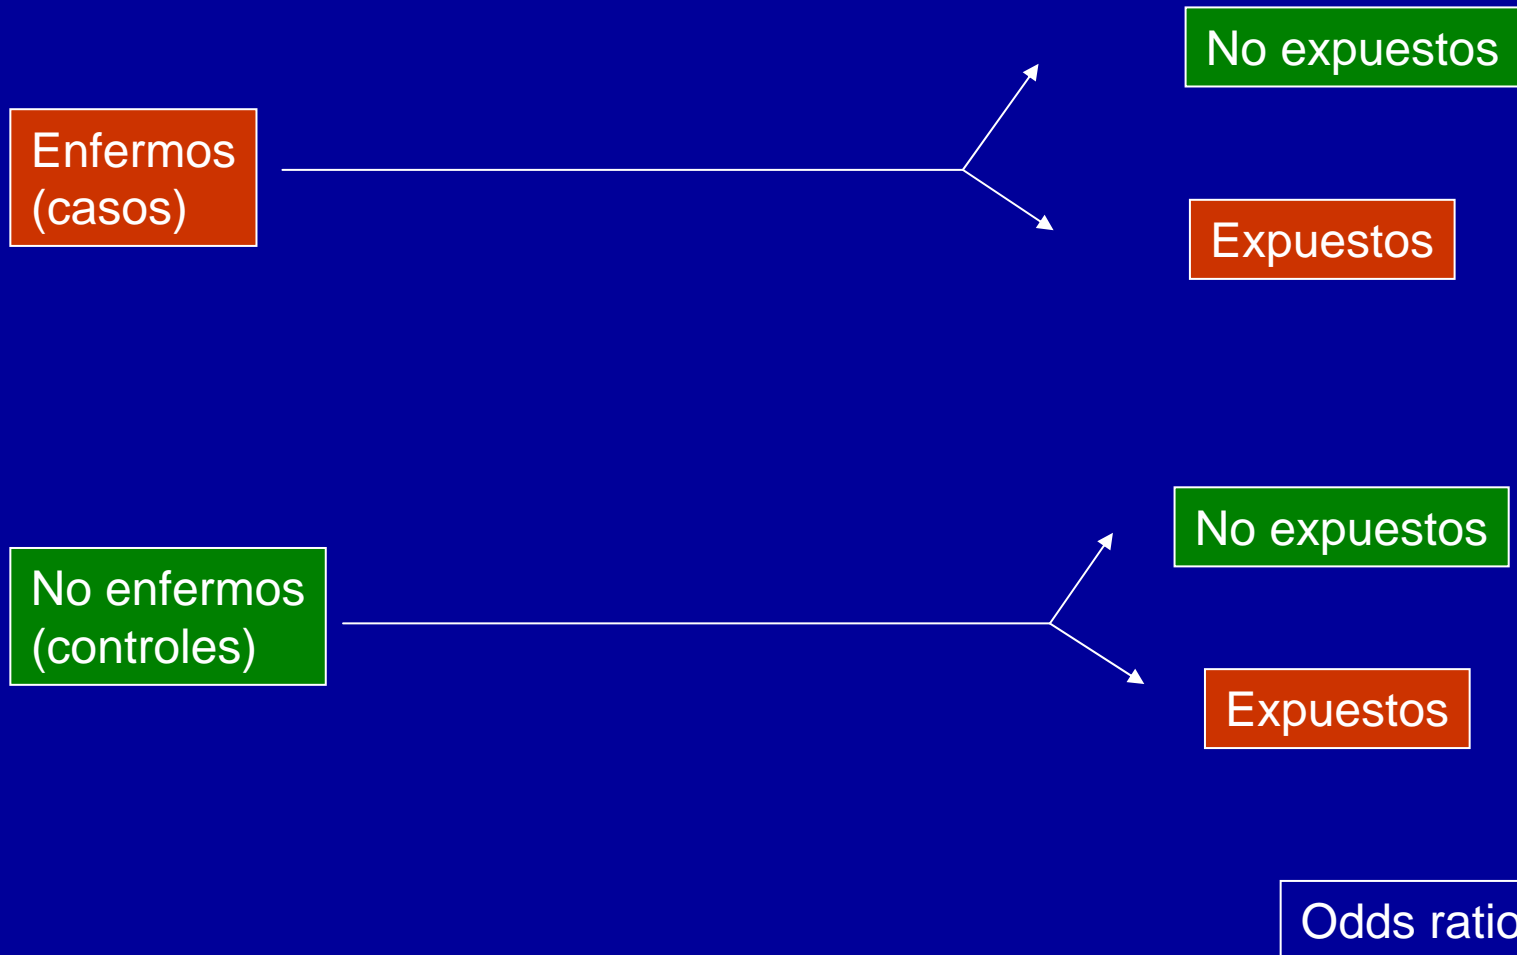 No expuestos
Enfermos
(casos)
Expuestos
No expuestos
No enfermos
(controles)
Expuestos
Odds ratio